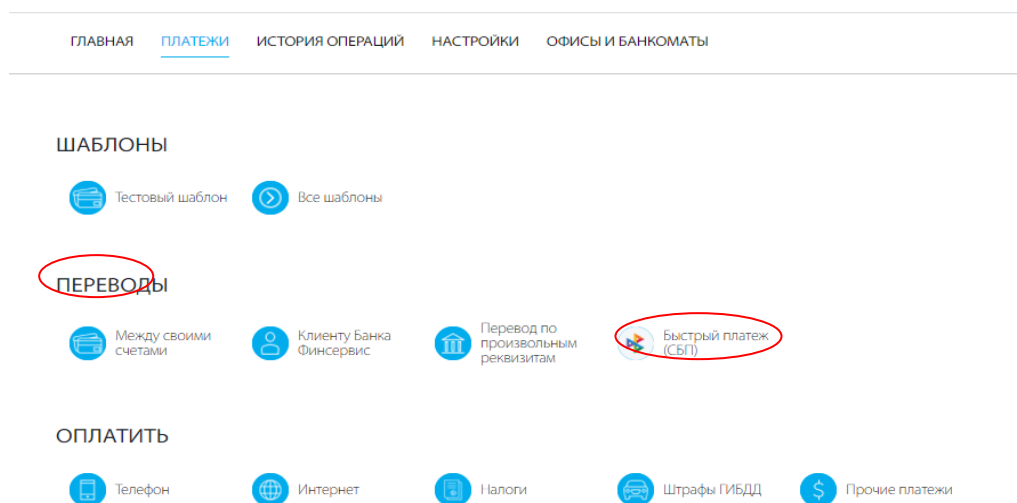 ГЛАВНАЯ ПЛАТЕЖИ ИСТОРИЯ ОПЕРАЦИЙ НАСТРОЙКИ ОФИСЫ И БАНКОМАТЫ
ШАБЛОНЫ
Тестовый шаблон
Все шаблоны
ПЕРЕВОДЫ
Между своими
счетами
Клиенту Банка
Финсервис
Перевод по
произвольным
реквизитам
Быстрый платеж
(СБП)
ОПЛАТИТЬ
Телефон
Интернет
Налоги
Штрафы ГИБДД
Прочие платежи